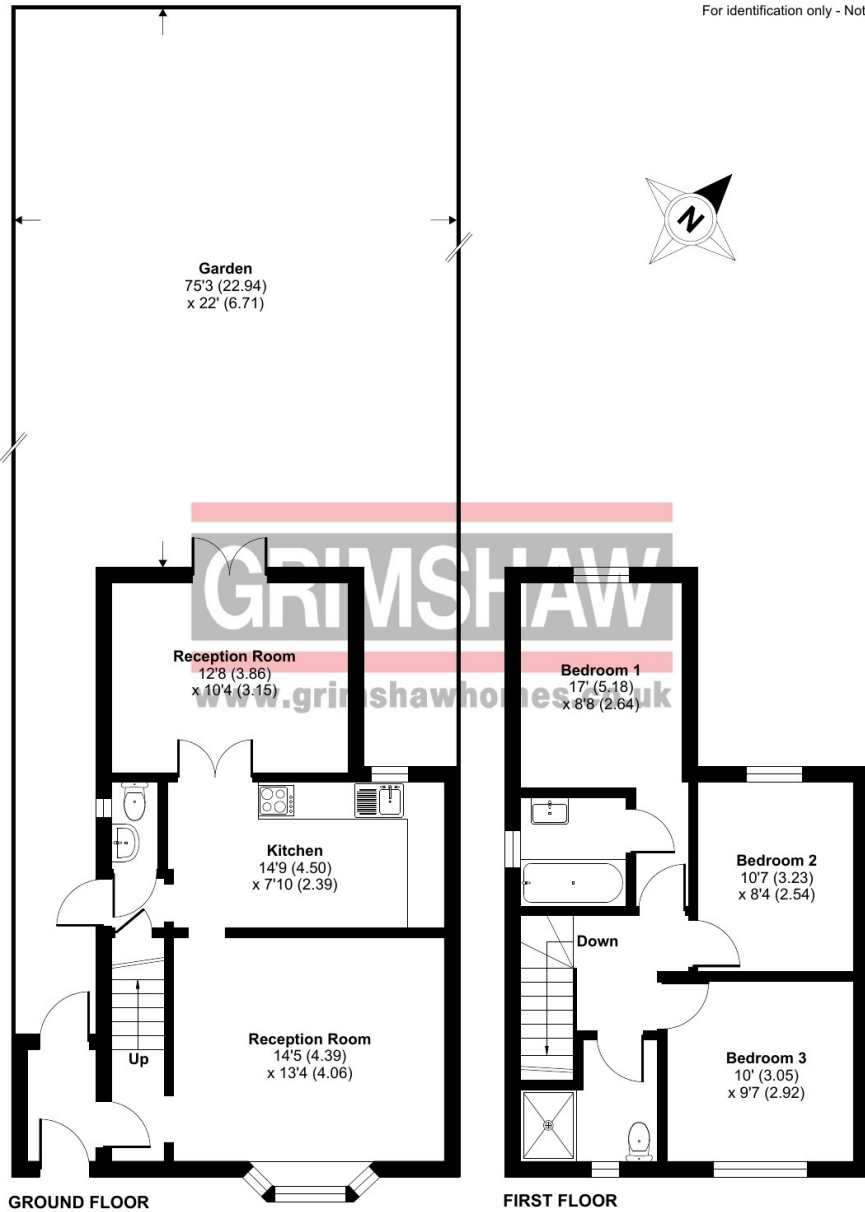 For identification only - Not
N
Garden
75'3 (22.94)
x 22' (6.71)
GRIMSHAW
www.grimshawhomes.co.uk
Reception Room
12'8 (3.86)
x 10'4 (3.15)
Kitchen
14'9 (4.50)
x 7'10 (2.39)
Up
Reception Room
14'5 (4.39)
x 13'4 (4.06)
GROUND FLOOR
Bedroom 1
17' (5.18)
x 8'8 (2.64)
Bedroom 2
10'7 (3.23)
x 8'4 (2.54)
Down
Bedroom 3
10' (3.05)
x 9'7 (2.92)
FIRST FLOOR